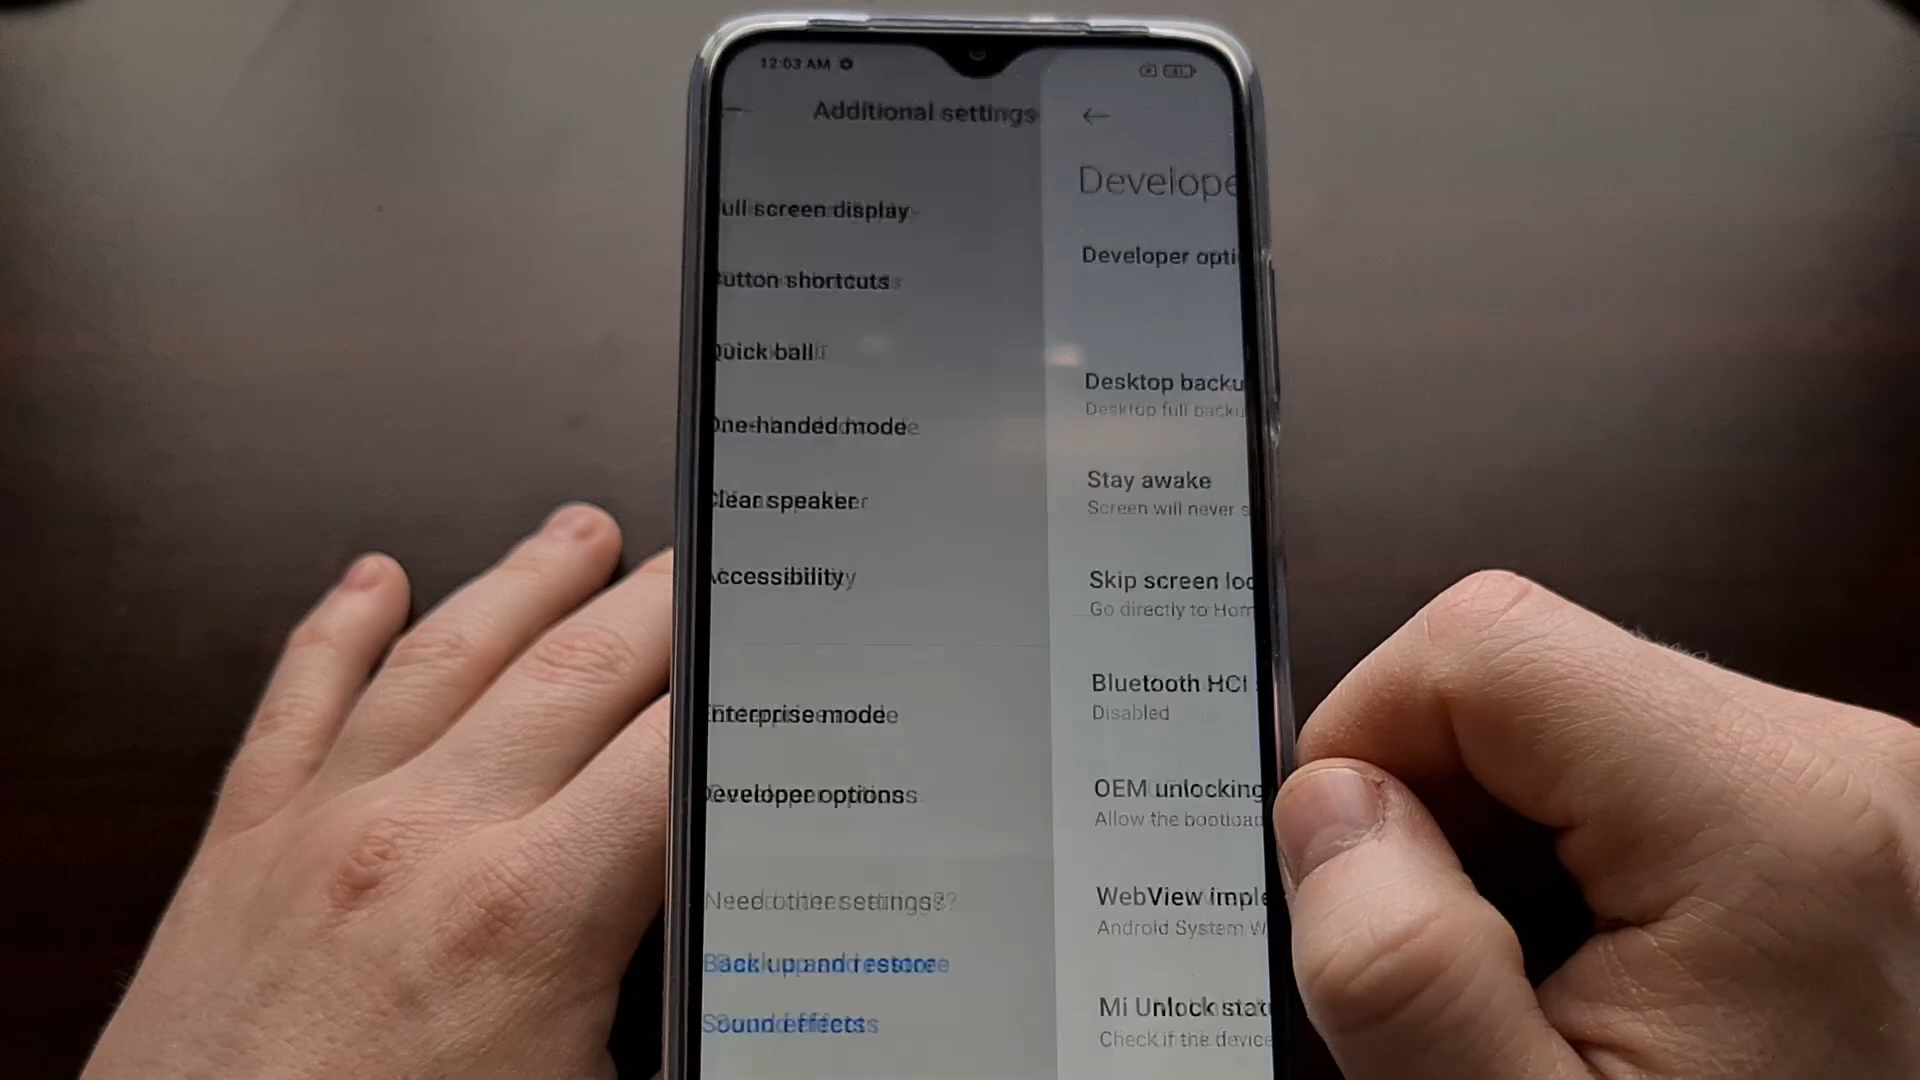 12:03 AM
Additional settings
ull screen display
utton shortcuts
Quick ball
One-handed mode
Clear speaker
Accessibility
Enterprise mode
Developer options
Need other settings?
Back up and restore
Sound effects
Develope
Developer opti
Desktop backu
Desktop full backu
Stay awake
Screen will never s
Skip screen loc
Go directly to Hom
Bluetooth HCI
Disabled
OEM unlocking
Allow the bootload
WebView imple
Android System W
Mi Unlock stat
Check if the device